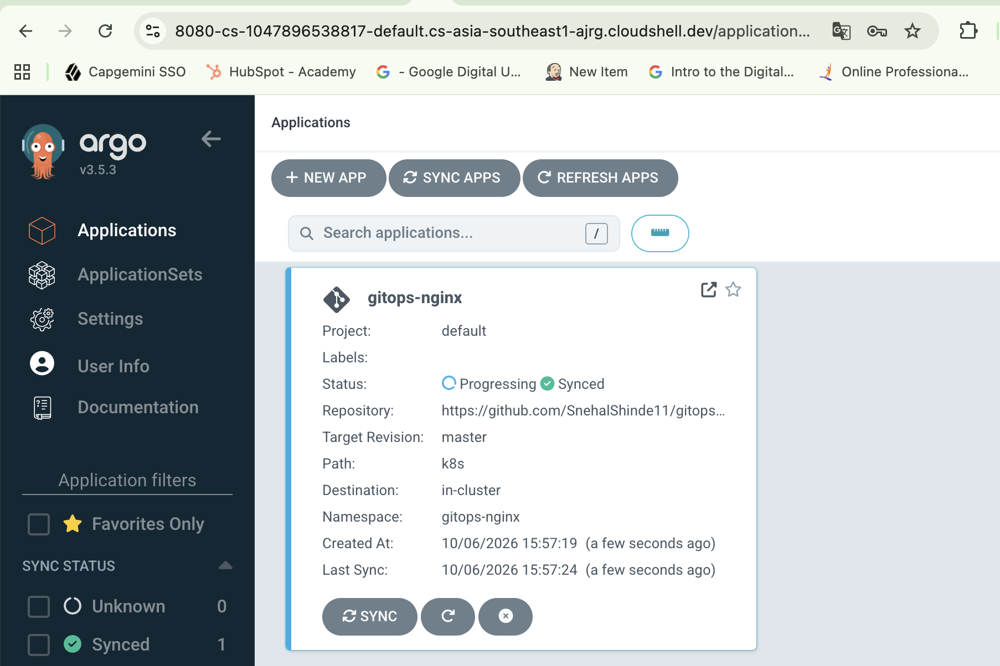 8080-cs-1047896538817-default.cs-asia-southeast1-ajrg.cloudshell.dev/application...
Capgemini SSO
HubSpot - Academy
- Google Digital U...
New Item
Intro to the Digital...
Online Professiona...
argo
v3.5.3
Applications
ApplicationSets
Settings
User Info
Documentation
Application filters
Favorites Only
SYNC STATUS
Unknown 0
Synced 1
Applications
NEW APP
SYNC APPS
REFRESH APPS
Search applications... /
gitops-nginx
Project: default
Labels:
Status: Progressing Synced
Repository: https://github.com/SnehalShinde11/gitops...
Target Revision: master
Path: k8s
Destination: in-cluster
Namespace: gitops-nginx
Created At: 10/06/2026 15:57:19 (a few seconds ago)
Last Sync: 10/06/2026 15:57:24 (a few seconds ago)
SYNC